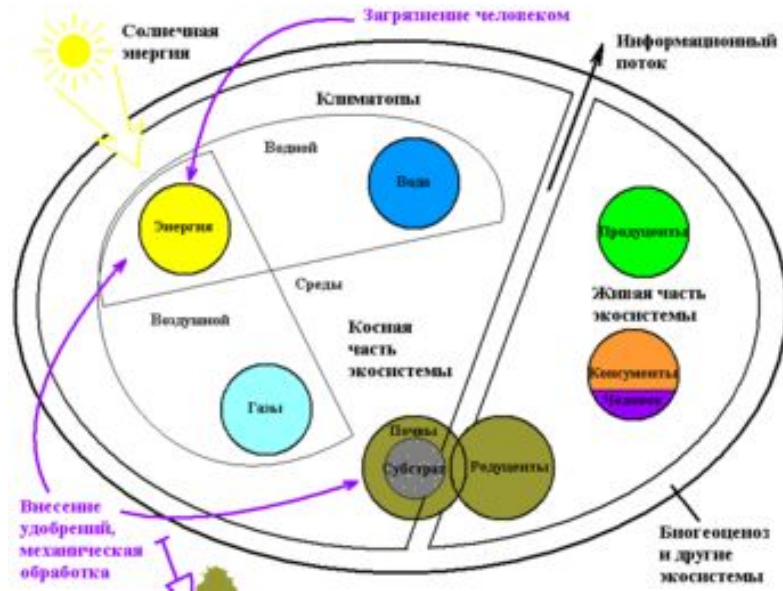 Загрязнение человеком
Солнечная
энергия
Информационный
поток
Климатопы
Водной
Вода
Энергия
Продуценты
Среды
Воздушной
Живая часть
экосистемы
Косная
часть
экосистемы
Консументы
Человек
Газы
Почвы
Субстрат
Редуценты
Внесение
удобрений,
механическая
обработка
Биогеоценоз
и другие
экосистемы